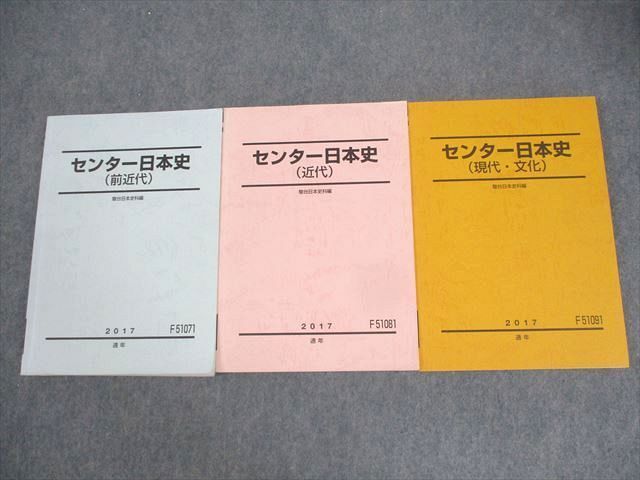 センター日本史
(前近代)
駿台日本史科編
2017 F51071
通年
センター日本史
(近代)
駿台日本史科編
2017 F51081
通年
センター日本史
(現代・文化)
駿台日本史科編
2017 F51091
通年